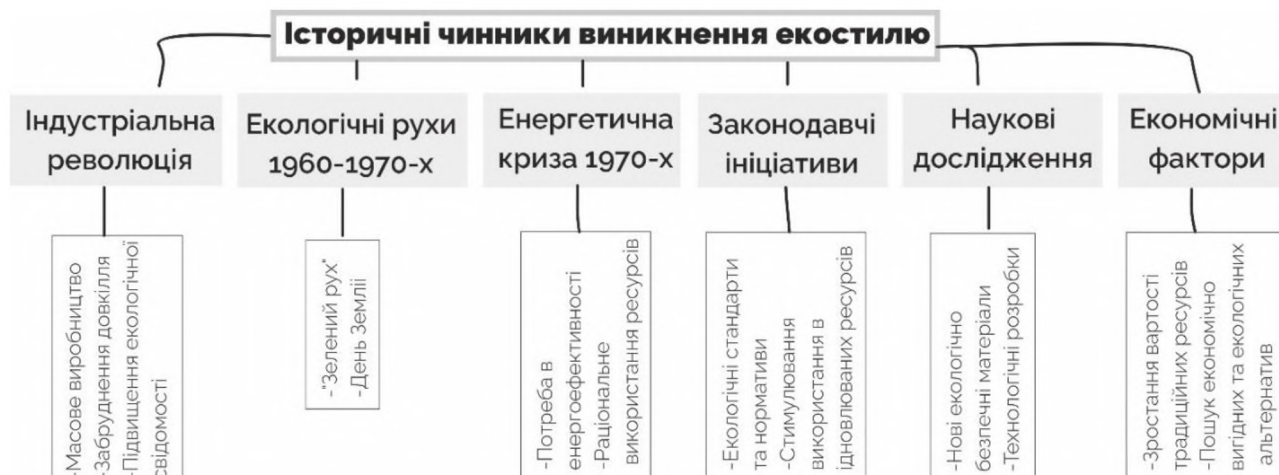 Історичні чинники виникнення екостилю
Індустріальна
революція
Екологічні рухи
1960-1970-х
Енергетична
криза 1970-х
Законодавчі
ініціативи
Наукові
дослідження
Економічні
фактори
-Масове виробництво
-Забруднення довкілля
-Підвищення екологічної
свідомості
-"Зелений рух"
-День Земліі
-Потреба в
енергоефективності
-Раціональне
використання ресурсів
-Екологічні стандарти
та нормативи
-Стимулювання
використання в
ідновлюваних ресурсів
-Нові екологічно
безпечні матеріали
-Технологічні розробки
-Зростання вартості
традиційних ресурсів
- Пошук економічно
вигідних та екологічних
альтернатив